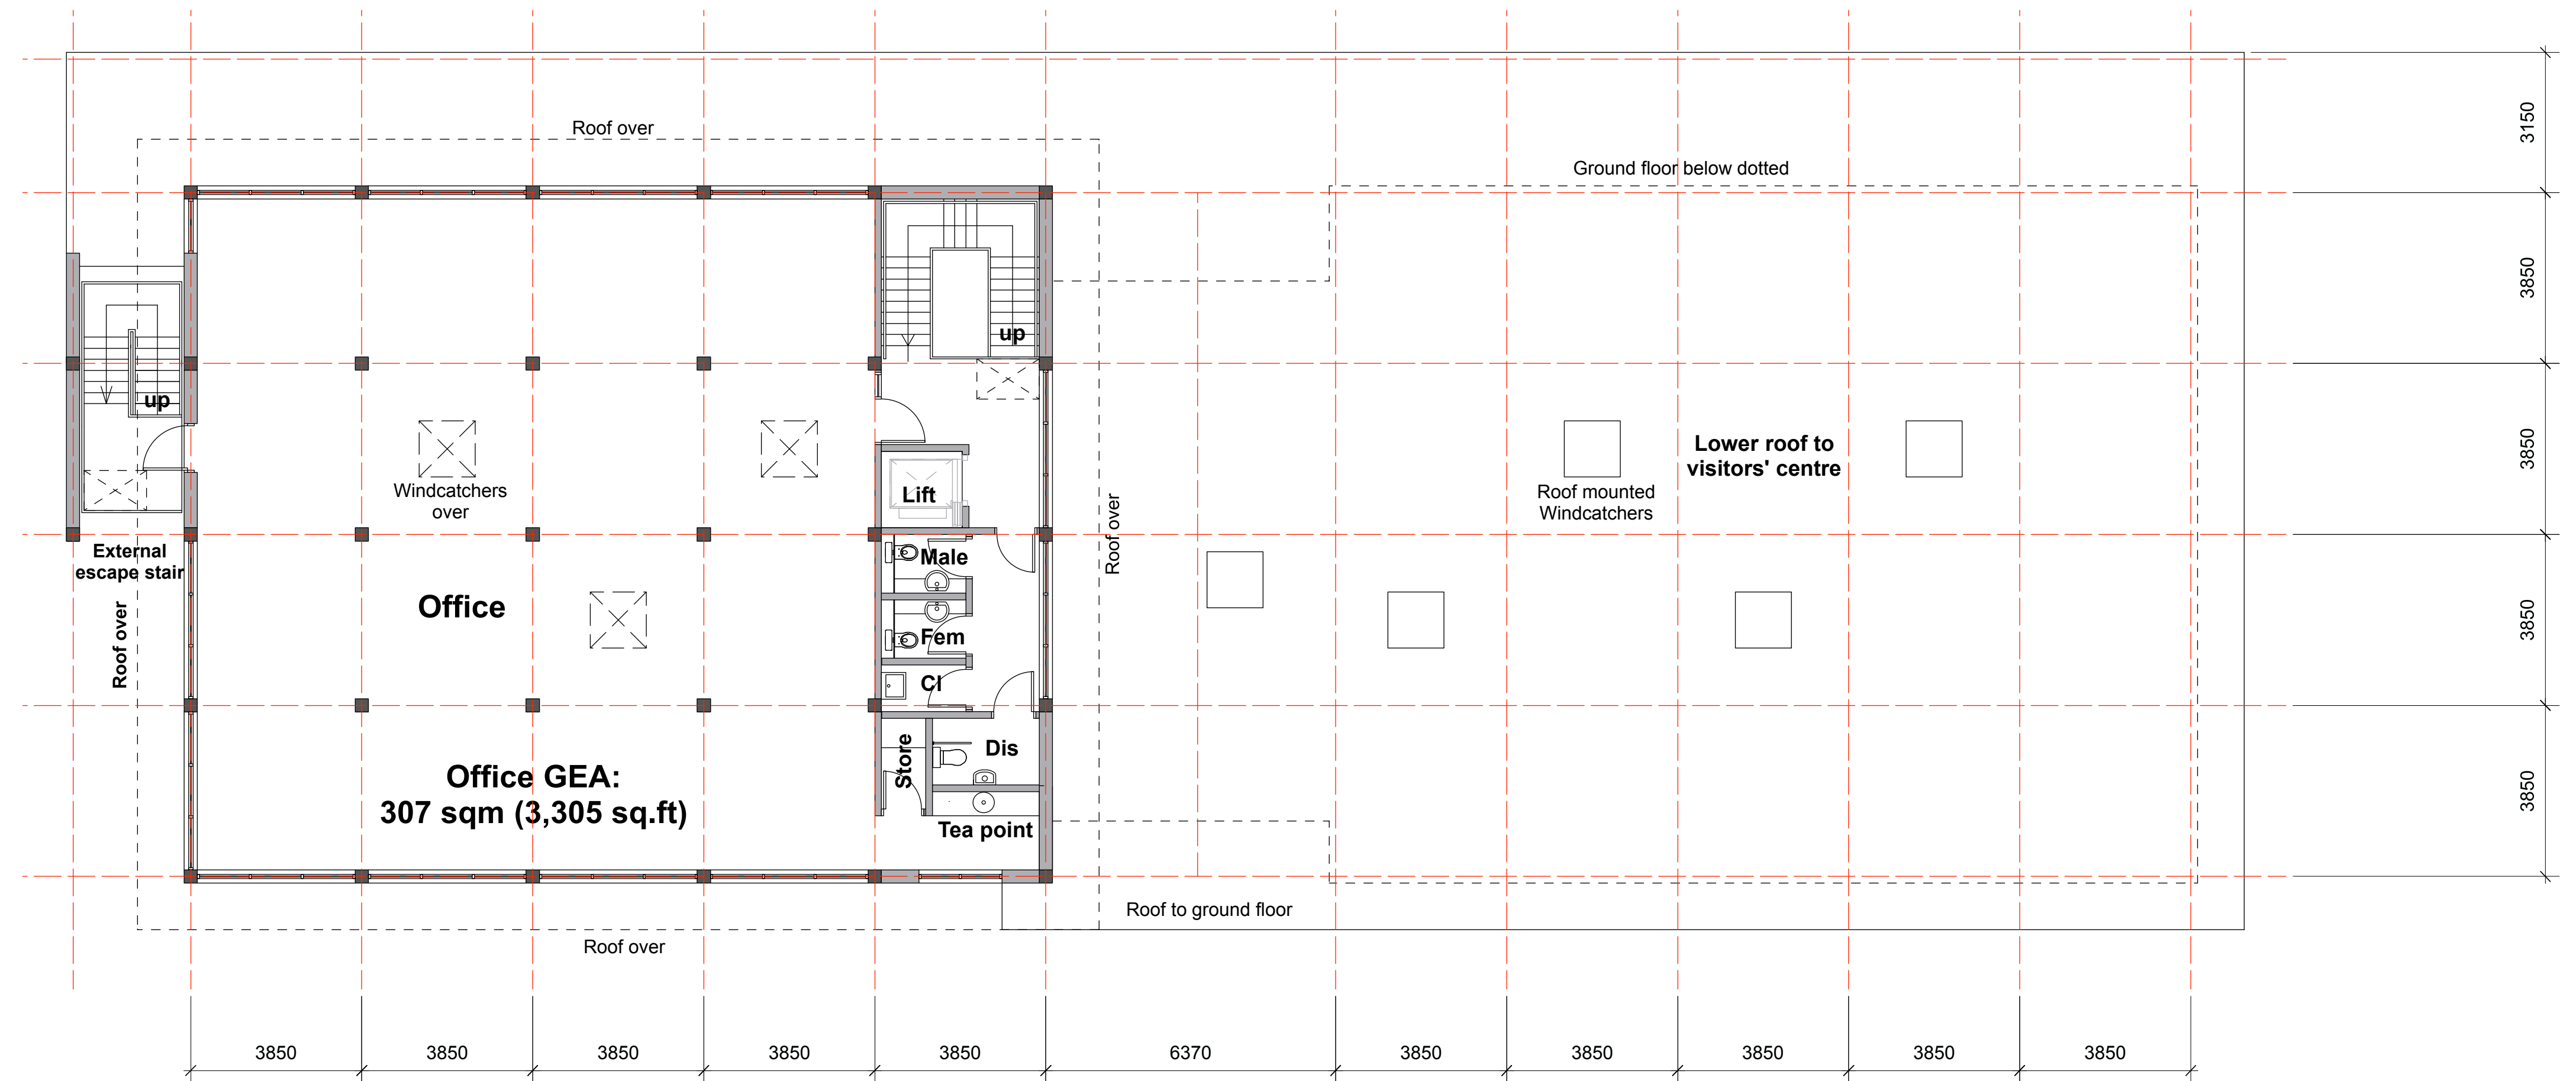 Roof over
3150
Ground floor below dotted
3850
up
up
Lower roof to
visitors' centre
3850
Windcatchers
over
Lift
Roof mounted
Windcatchers
Roof over
External
escape stair
Male
Office
Fem
3850
Roof over
Cl
Store
Dis
Office GEA:
307 sqm (3,305 sq.ft)
3850
Tea point
Roof to ground floor
Roof over
3850
3850
3850
3850
3850
6370
3850
3850
3850
3850
3850